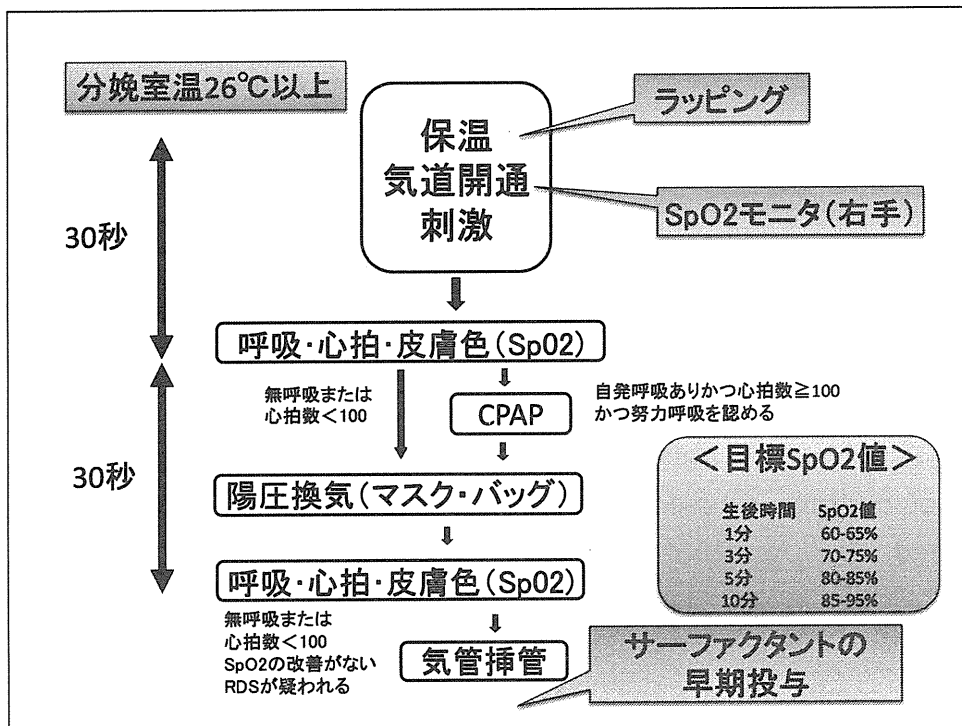 分娩室温26℃以上
ラッピング
保温
気道開通
刺激
SpO2モニタ(右手)
30秒
呼吸・心拍・皮膚色(Sp02)
無呼吸または
心拍数<100
CPAP
自発呼吸ありかつ心拍数≧100
かつ努力呼吸を認める
30秒
陽圧換気(マスク・バッグ)
<目標SpO2値>
生後時間 SpO2値
1分 60-65%
3分 70-75%
5分 80-85%
10分 85-95%
呼吸・心拍・皮膚色(Sp02)
無呼吸または
心拍数<100
SpO2の改善がない
RDSが疑われる
気管挿管
サーファクタントの
早期投与